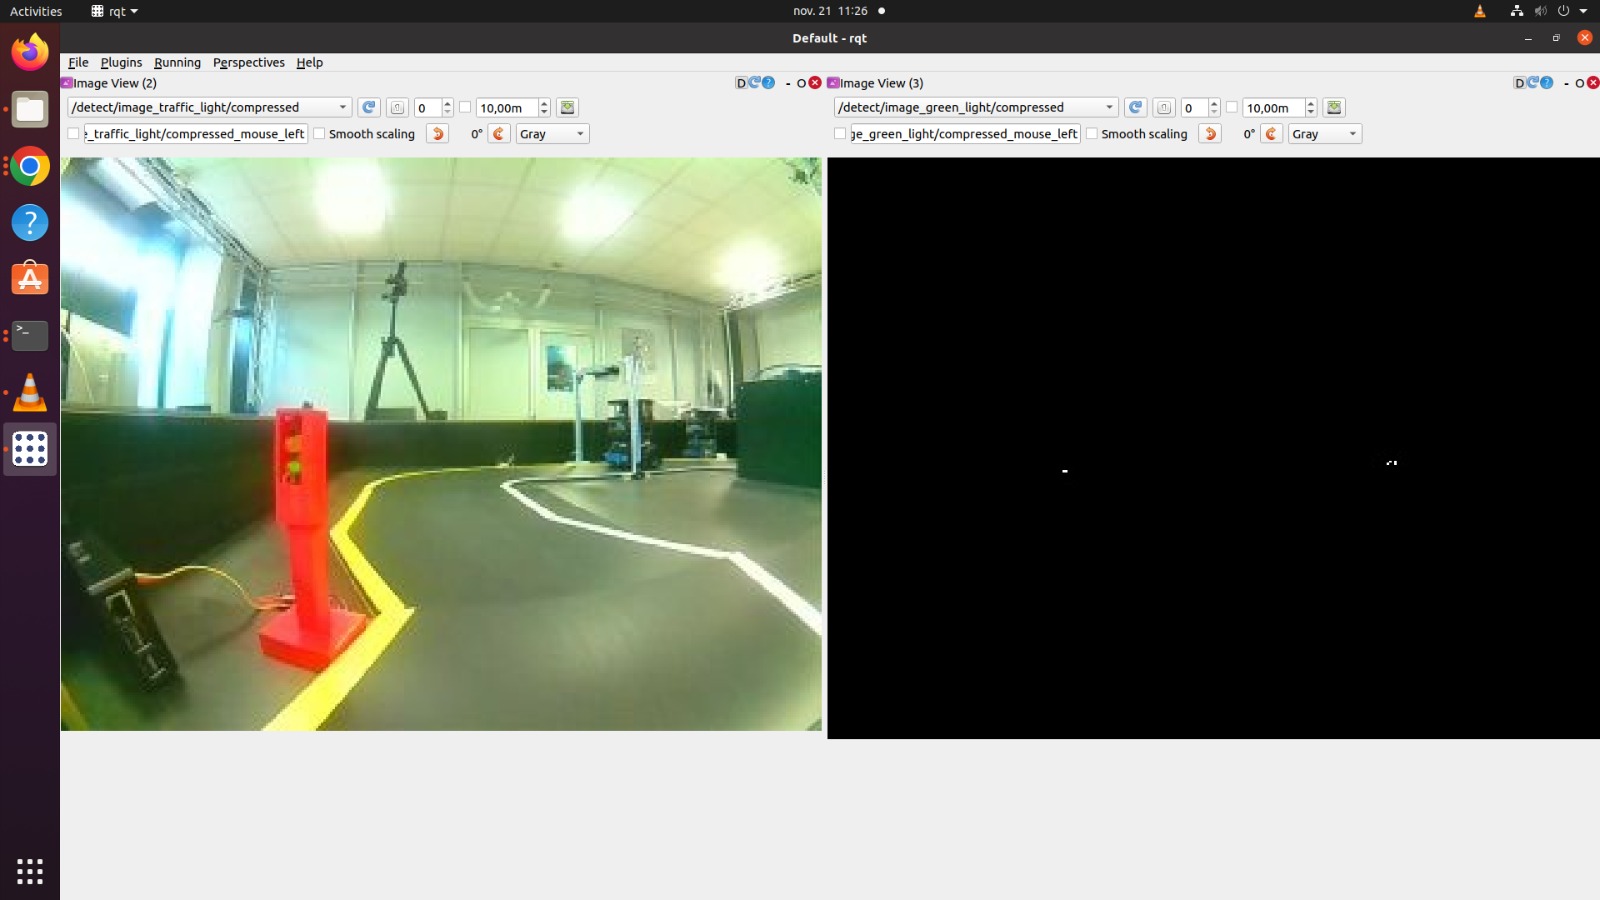 Activities rqt nov. 21 11:26
Default - rqt
File Plugins Running Perspectives Help
Image View (2) D ? - O Image View (3) D ? - O
/detect/image_traffic_light/compressed 0 10,00m /detect/image_green_light/compressed 0 10,00m
_traffic_light/compressed_mouse_left Smooth scaling 0° Gray ge_green_light/compressed_mouse_left Smooth scaling 0° Gray